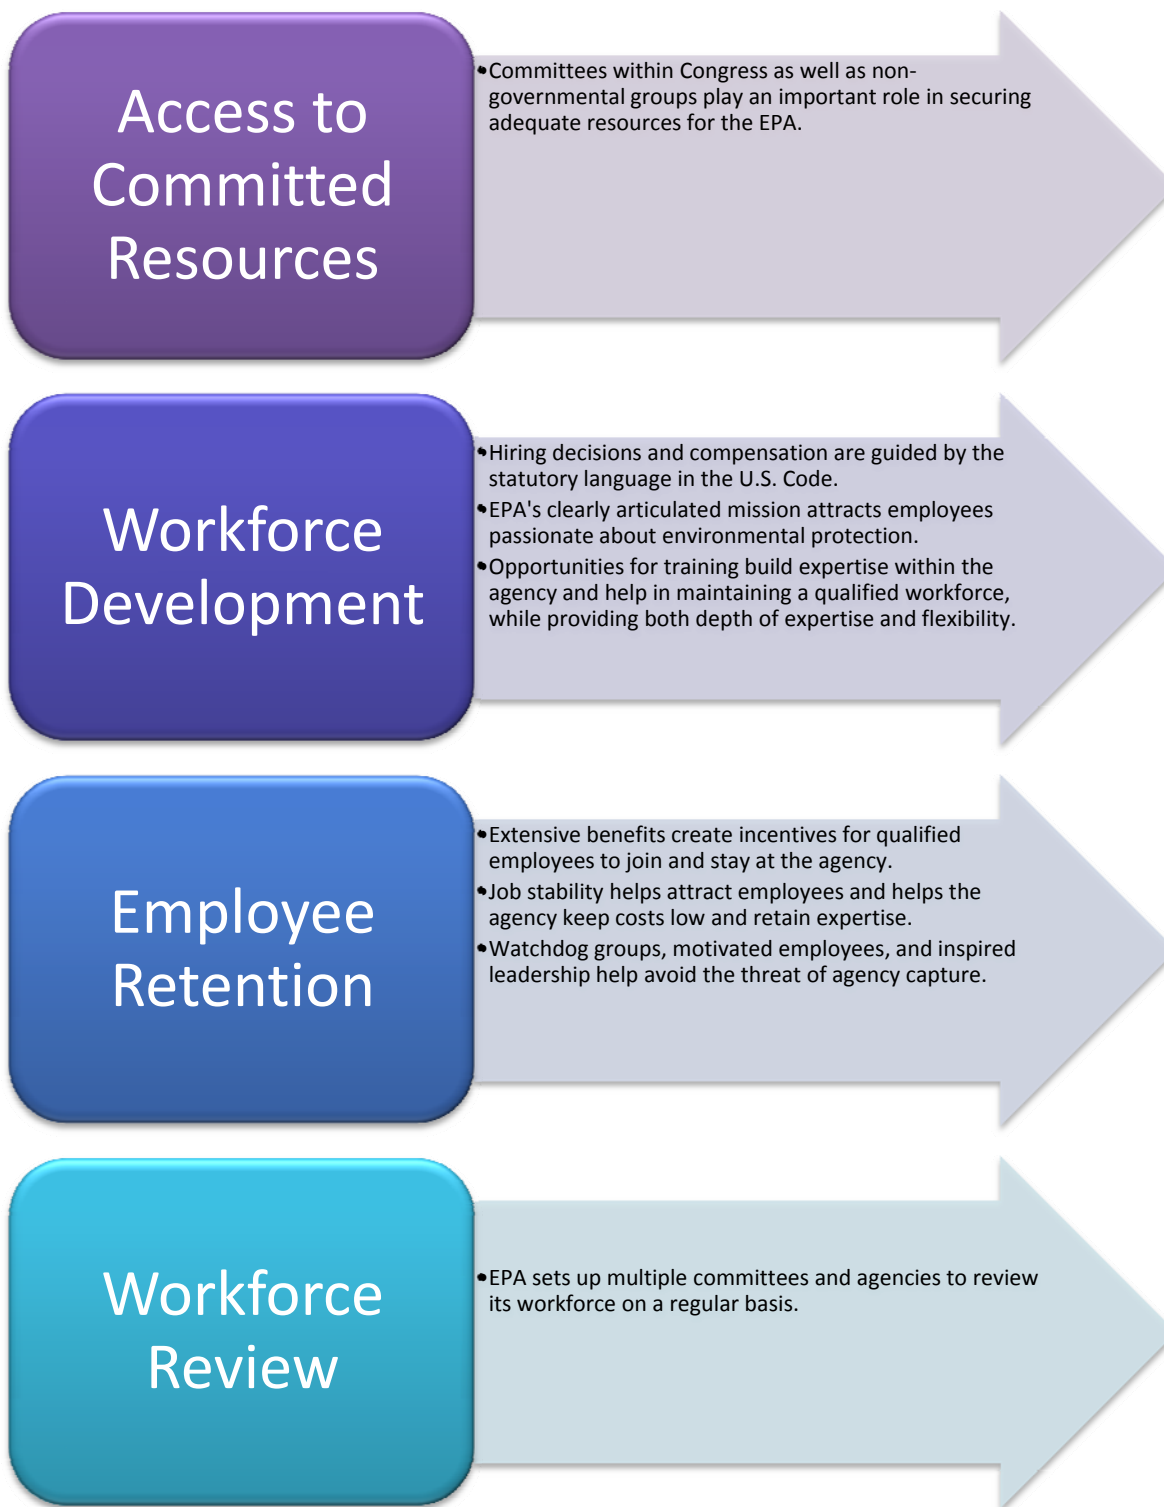 Access to
Committed
Resources
•Committees within Congress as well as non-
governmental groups play an important role in securing
adequate resources for the EPA.
Workforce
Development
•Hiring decisions and compensation are guided by the
statutory language in the U.S. Code.
•EPA's clearly articulated mission attracts employees
passionate about environmental protection.
•Opportunities for training build expertise within the
agency and help in maintaining a qualified workforce,
while providing both depth of expertise and flexibility.
Employee
Retention
•Extensive benefits create incentives for qualified
employees to join and stay at the agency.
•Job stability helps attract employees and helps the
agency keep costs low and retain expertise.
•Watchdog groups, motivated employees, and inspired
leadership help avoid the threat of agency capture.
Workforce
Review
•EPA sets up multiple committees and agencies to review
its workforce on a regular basis.